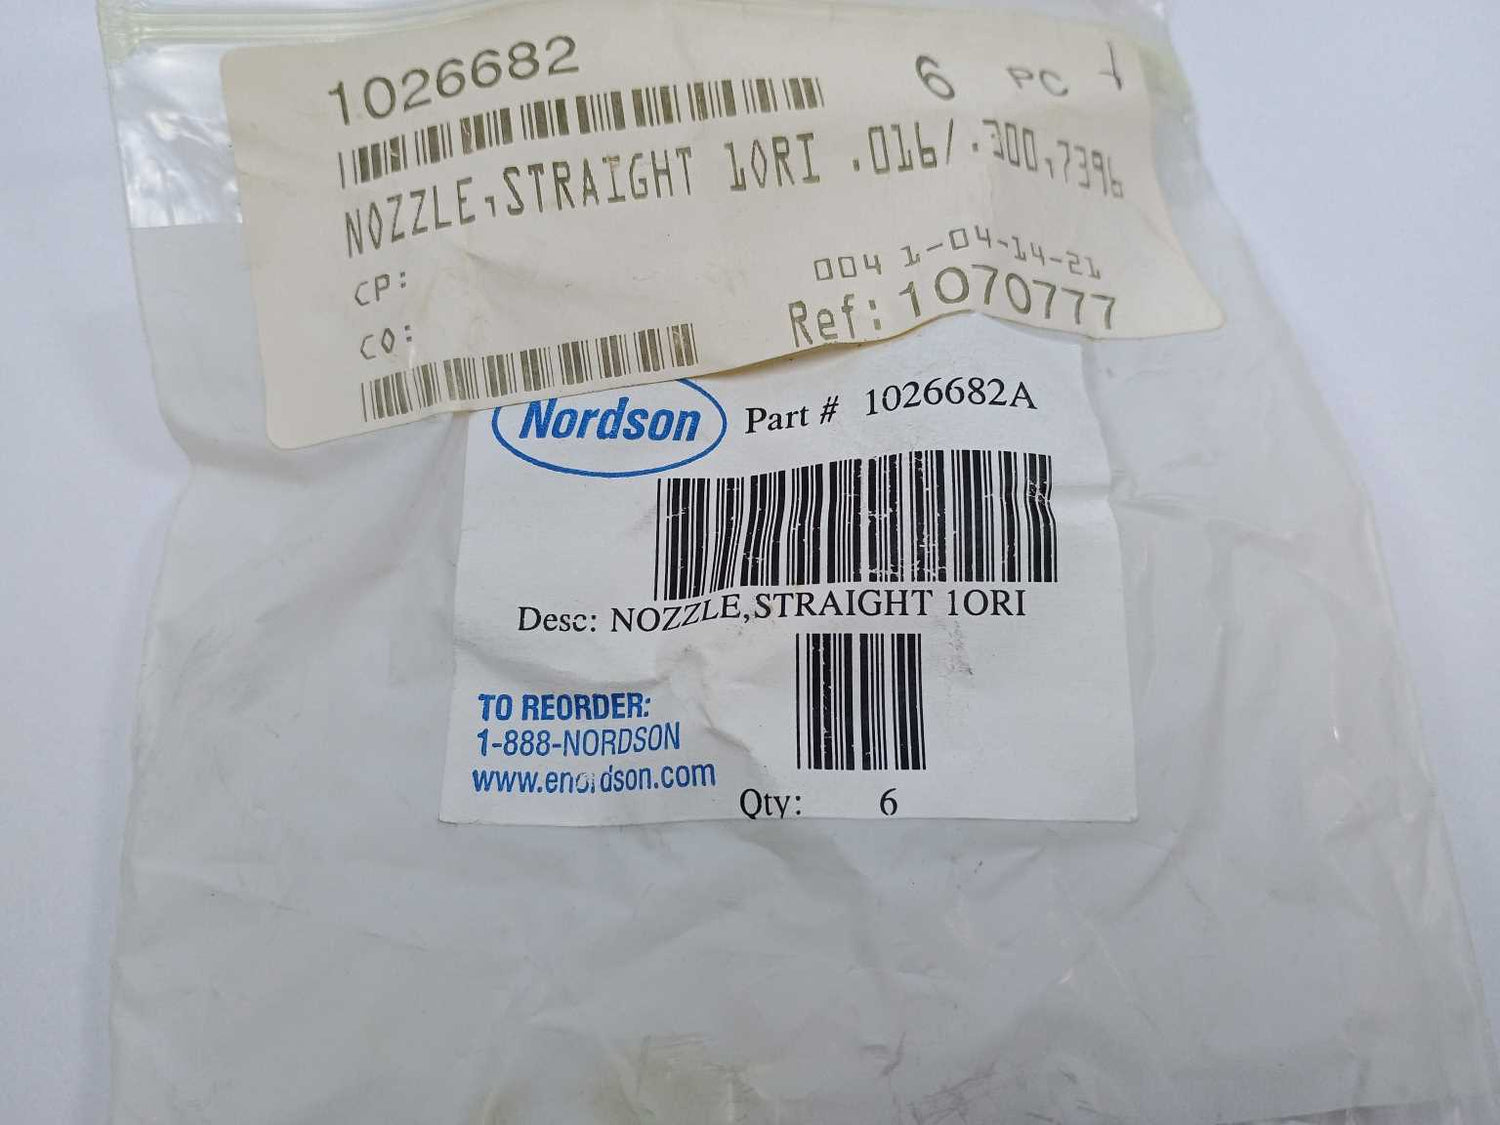 1026682 6 PC
NOZZLE,STRAIGHT 1ORI .016/.300,7396
CP:
004 1-04-14-21
CO:
Ref: 1070777
Nordson
Part # 1026682A
Desc: NOZZLE,STRAIGHT 1ORI
TO REORDER:
1-888-NORDSON
www.enordson.com
Qty: 6